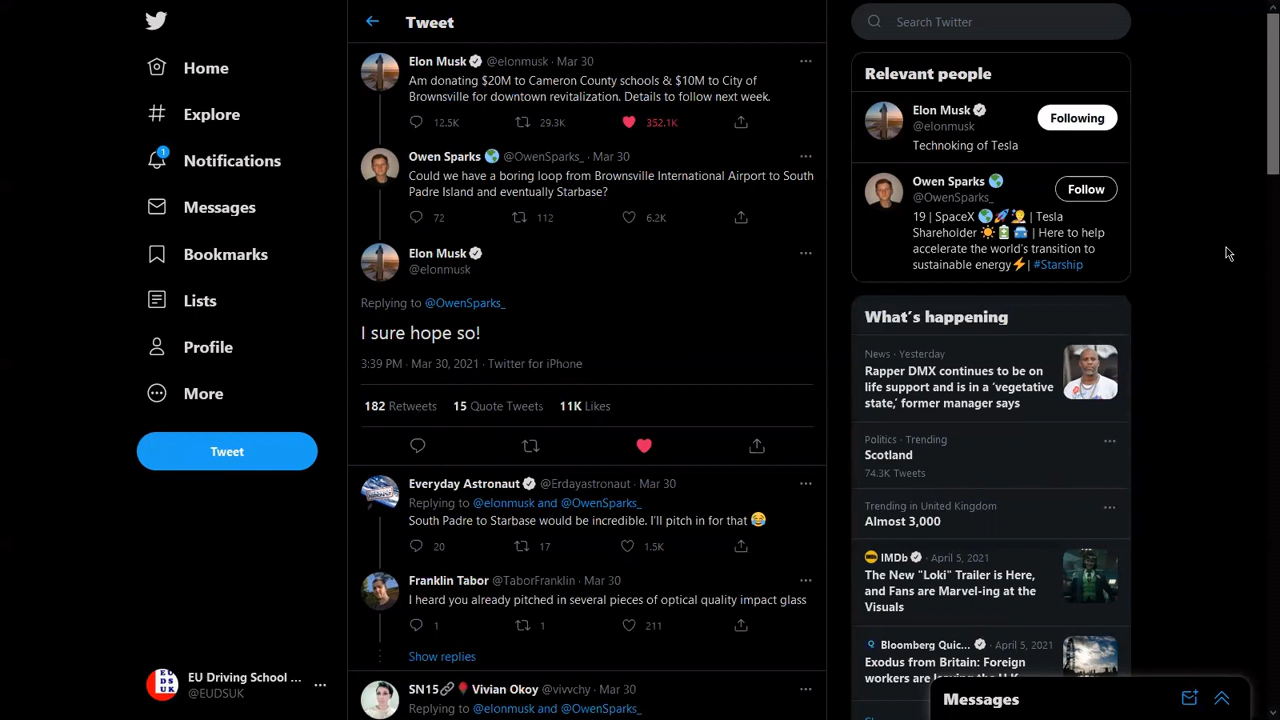 Home
Explore
1
Notifications
Messages
Bookmarks
Lists
Profile
More
Tweet
EU Driving School ...
@EUDSUK
Tweet
Elon Musk @elonmusk · Mar 30
Am donating $20M to Cameron County schools & $10M to City of
Brownsville for downtown revitalization. Details to follow next week.
12.5K 29.3K 352.1K
Owen Sparks @OwenSparks_ · Mar 30
Could we have a boring loop from Brownsville International Airport to South
Padre Island and eventually Starbase?
72 112 6.2K
Elon Musk
@elonmusk
Replying to @OwenSparks_
I sure hope so!
3:39 PM · Mar 30, 2021 · Twitter for iPhone
182 Retweets 15 Quote Tweets 11K Likes
Everyday Astronaut @Erdayastronaut · Mar 30
Replying to @elonmusk and @OwenSparks_
South Padre to Starbase would be incredible. I'll pitch in for that 😂
20 17 1.5K
Franklin Tabor @TaborFranklin · Mar 30
I heard you already pitched in several pieces of optical quality impact glass
1 1 211
Show replies
SN15🔗🎈Vivian Okoy @vivvchy · Mar 30
Replying to @elonmusk and @OwenSparks_
Search Twitter
Relevant people
Elon Musk
@elonmusk
Following
Technoking of Tesla
Owen Sparks
@OwenSparks_
Follow
19 | SpaceX | Tesla
Shareholder | Here to help
accelerate the world's transition to
sustainable energy⚡| #Starship
What's happening
News · Yesterday
Rapper DMX continues to be on
life support and is in a 'vegetative
state,' former manager says
Politics · Trending
Scotland
74.3K Tweets
Trending in United Kingdom
Almost 3,000
IMDb · April 5, 2021
The New "Loki" Trailer is Here,
and Fans are Marvel-ing at the
Visuals
Bloomberg Quic... · April 5, 2021
Exodus from Britain: Foreign
workers are leaving the U.K.
Messages